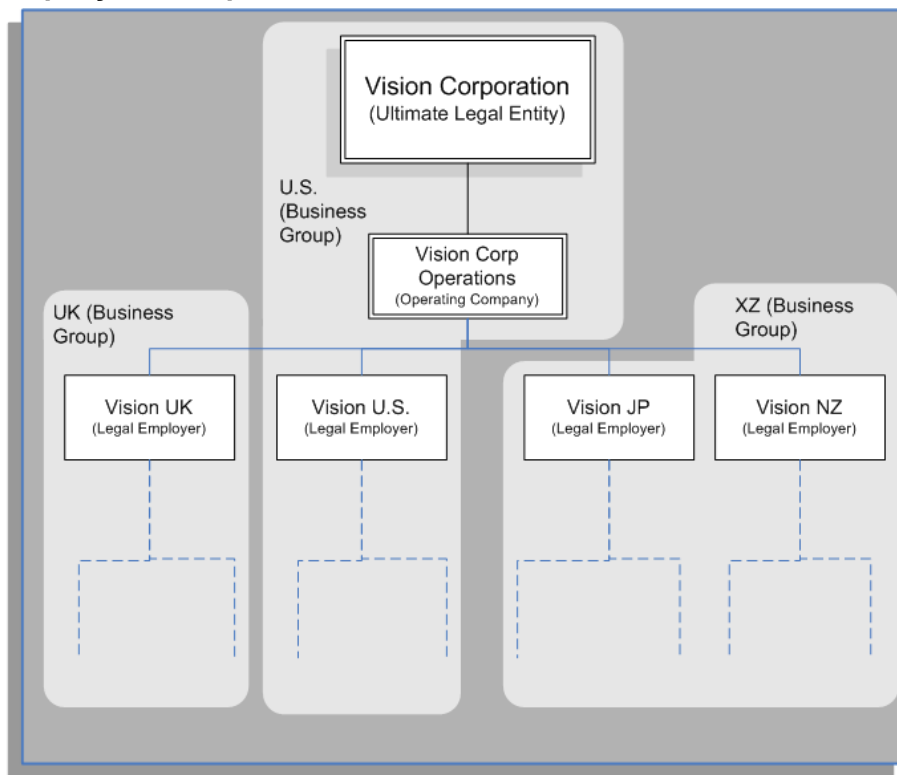 Vision Corporation
(Ultimate Legal Entity)
U.S.
(Business
Group)
Vision Corp
Operations
(Operating Company)
UK (Business
Group)
XZ (Business
Group)
Vision UK
(Legal Employer)
Vision U.S.
(Legal Employer)
Vision JP
(Legal Employer)
Vision NZ
(Legal Employer)